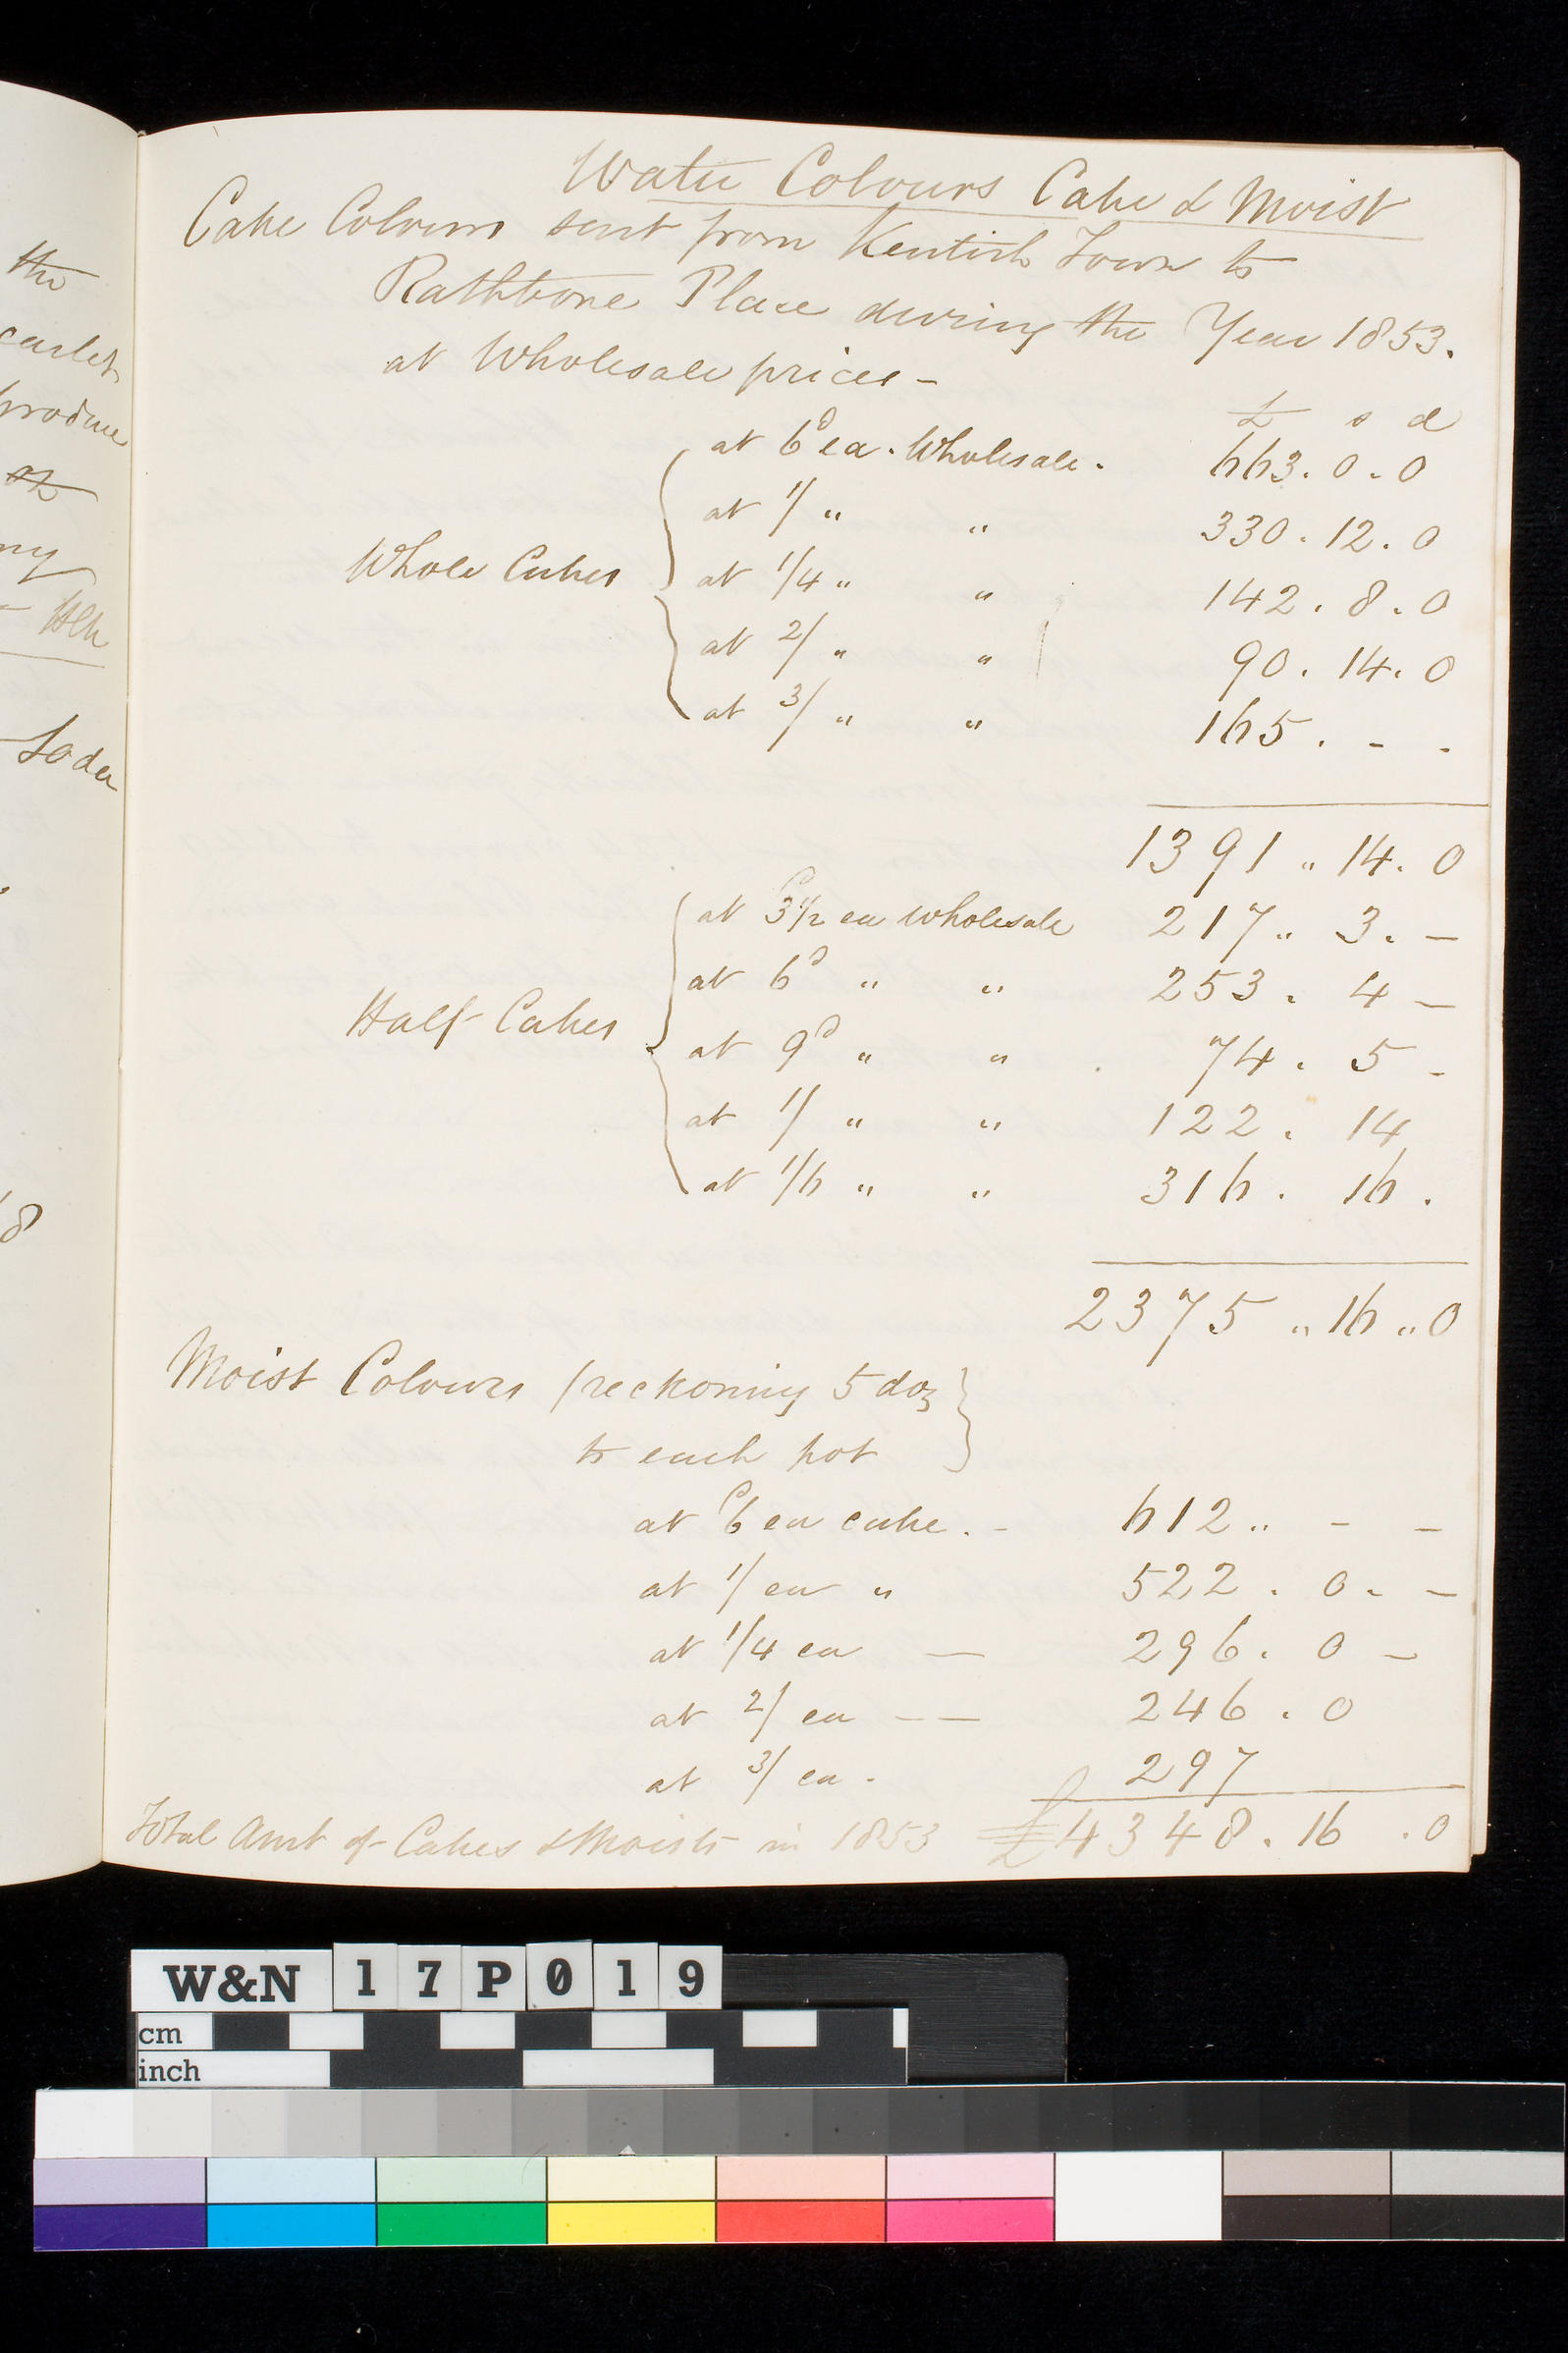 the
carlet
produce
ny
Soda
8
Water Colours Cake & Moist
Cake Colours sent from Kentish Town to
Rathbone Place during the Year 1853.
at Wholesale prices -
£ s d
at 6d ea. Wholesale. 663. 0. 0
at 1/ " " 330. 12. 0
Whole Cakes at 1/4 " " 142. 8. 0
at 2/ " " 90. 14. 0
at 3/ " " 165. - -
1391 " 14. 0
at 3½d ea wholesale 217 " 3. -
at 6d " " 253. 4 -
Half Cakes at 9d " " 74. 5 -
at 1/ " " 122. 14
at 1/6 " " 316. 16.
2375 " 16 " 0
Moist Colours (reckoning 5 doz
to each pot
at 6d ea cake. - 612 " - -
at 1/ ea " 522. 0. -
at 1/4 ea — 296. 0 -
at 2/ ea — — 246. 0
at 3/ ea. 297
Total Amt of Cakes & Moists in 1853 £4348. 16. 0
W&N 17P019
cm
inch